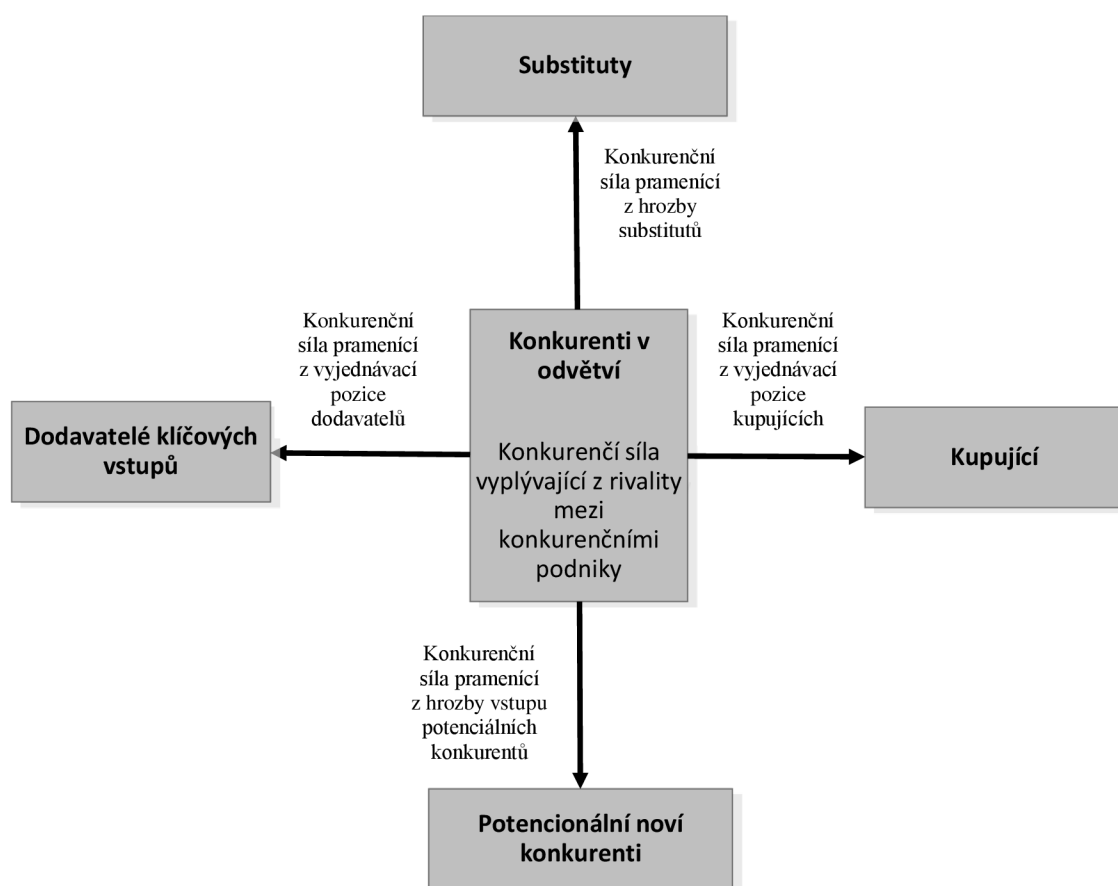 Substituty
Konkurenční
síla pramenící
z hrozby
substitutů
Konkurenční
síla pramenící
z vyjednávací
pozice
dodavatelů
Konkurenti v
odvětví
Konkurenčí síla
vyplývající z rivality
mezi
konkurenčními
podniky
Konkurenční
síla pramenící
z vyjednávací
pozice
kupujících
Dodavatelé klíčových
vstupů
Kupující
Konkurenční
síla pramenící
z hrozby vstupu
potenciálních
konkurentů
Potencionální noví
konkurenti